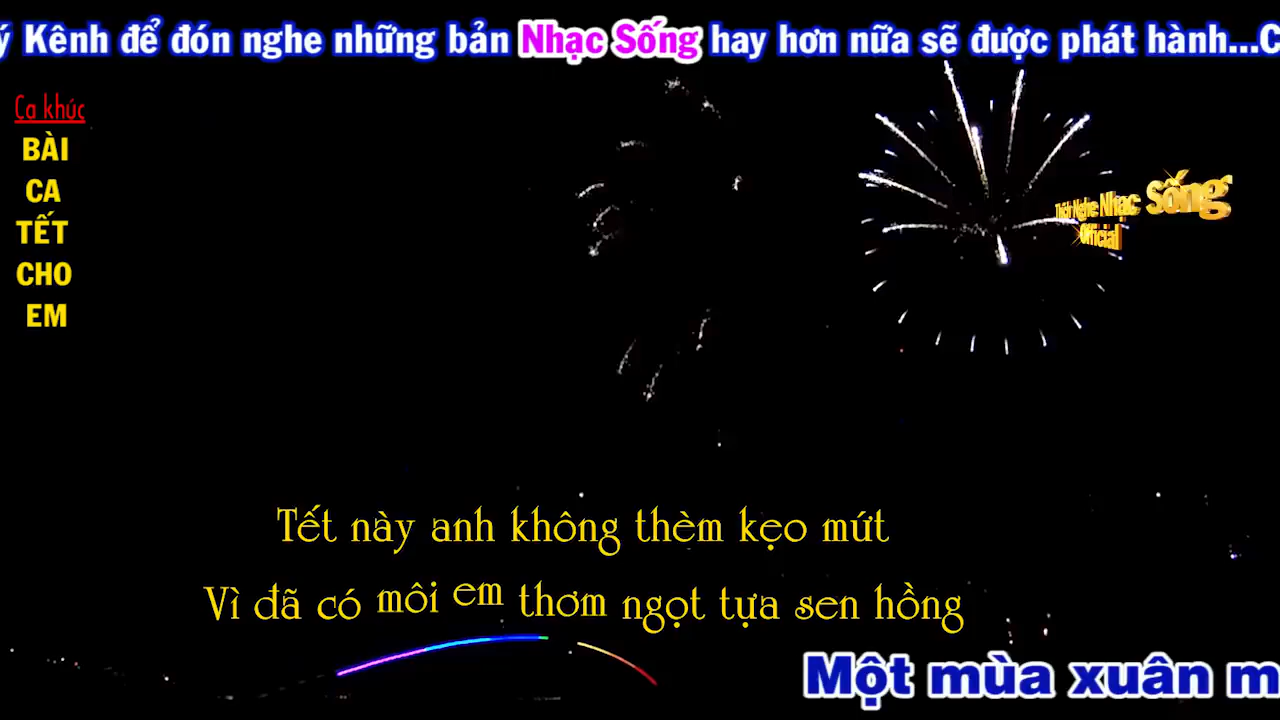 ý Kênh để đón nghe những bản Nhạc Sống hay hơn nữa sẽ được phát hành...C
Ca khúc
BÀI
CA
TẾT
CHO
EM
Thích Nghe Nhạc Sống
Official
Tết này anh không thèm kẹo mứt
Vì đã có môi em thơm ngọt tựa sen hồng
Một mùa xuân m